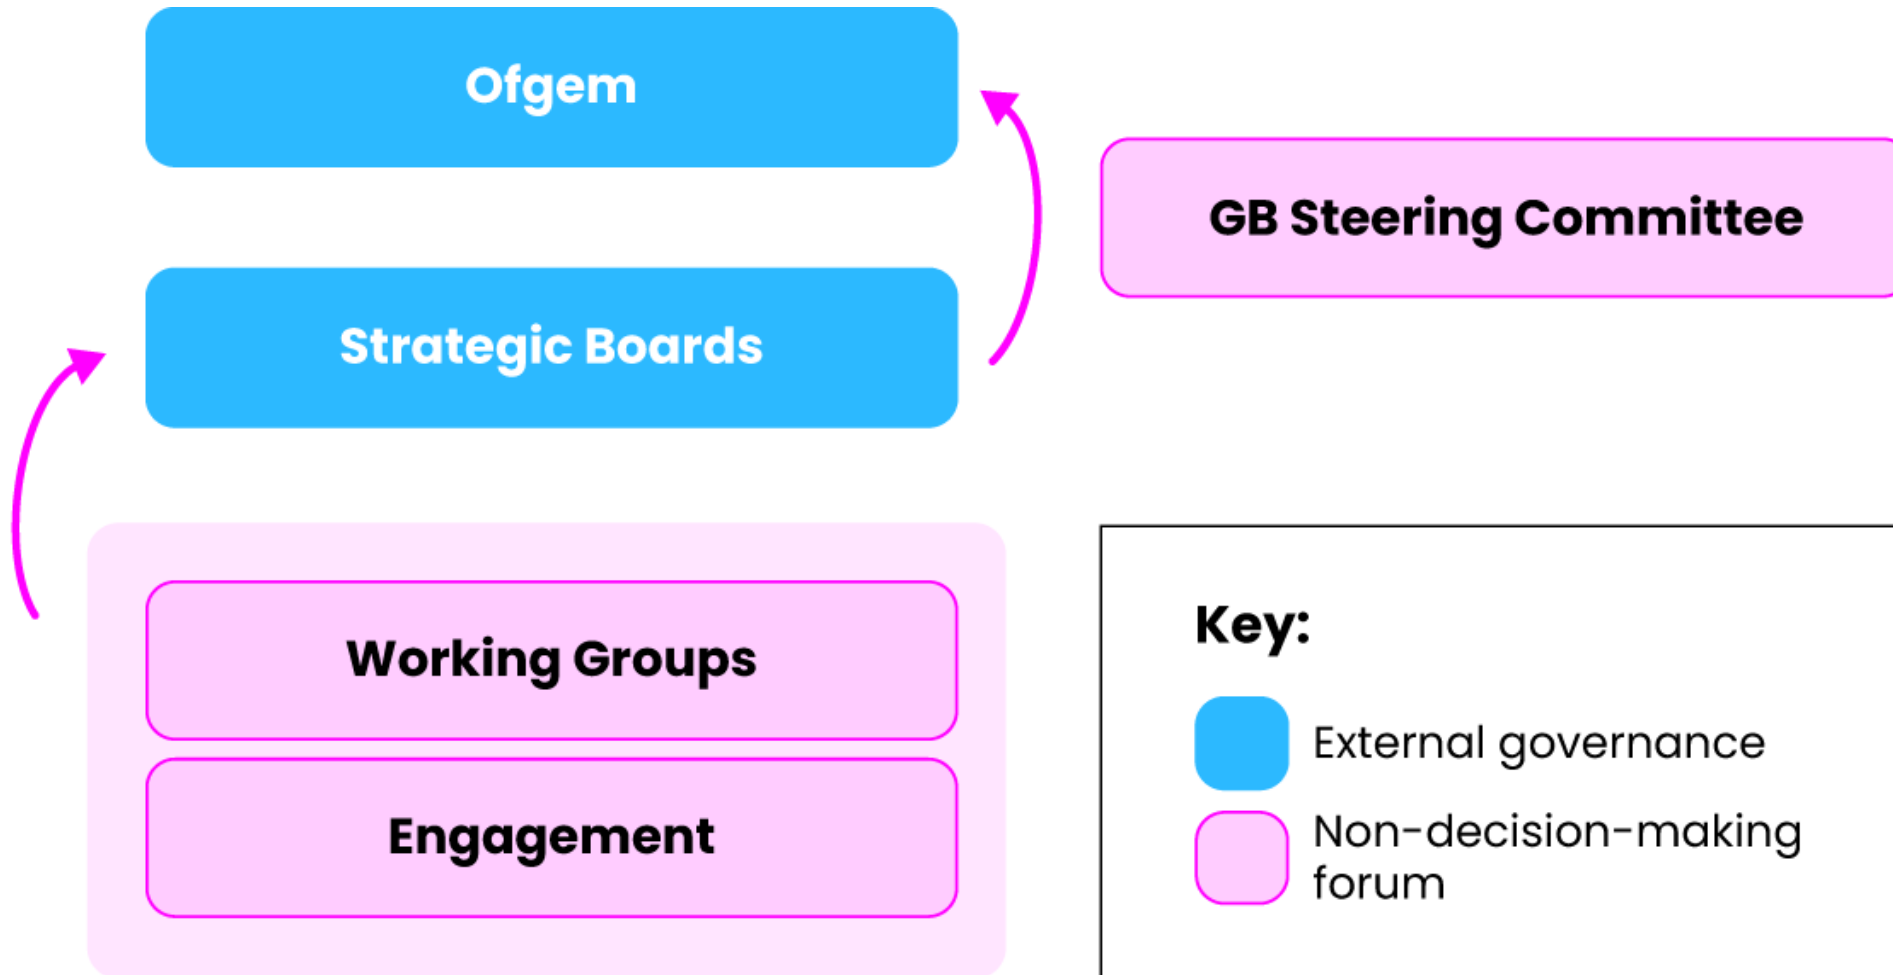 Ofgem
GB Steering Committee
Strategic Boards
Working Groups
Engagement
Key:
External governance
Non-decision-making
forum